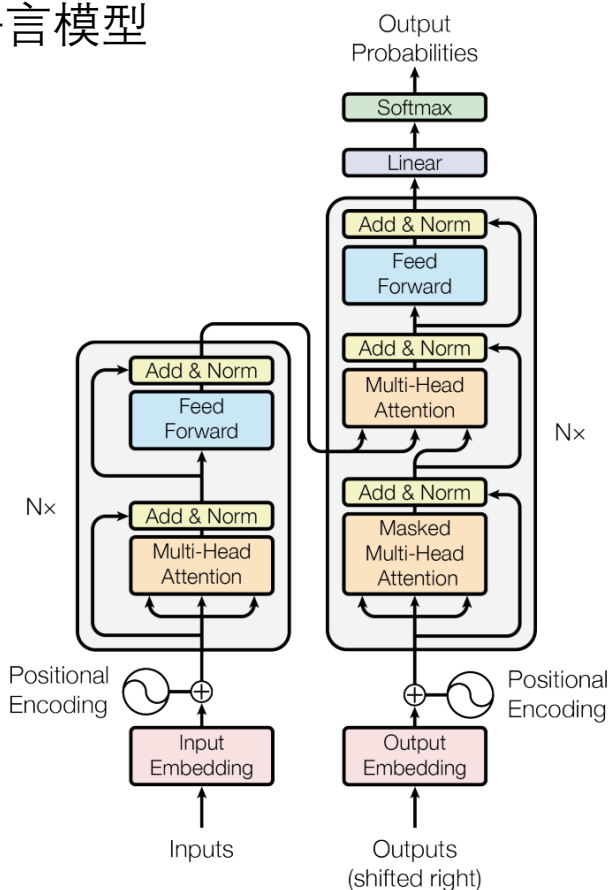 言模型
Output
Probabilities
Softmax
Linear
Add & Norm
Feed
Forward
Add & Norm
Multi-Head
Attention
Add & Norm
Masked
Multi-Head
Attention
Nx
Add & Norm
Feed
Forward
Add & Norm
Multi-Head
Attention
Nx
Positional
Encoding
Positional
Encoding
Input
Embedding
Output
Embedding
Inputs
Outputs
(shifted right)